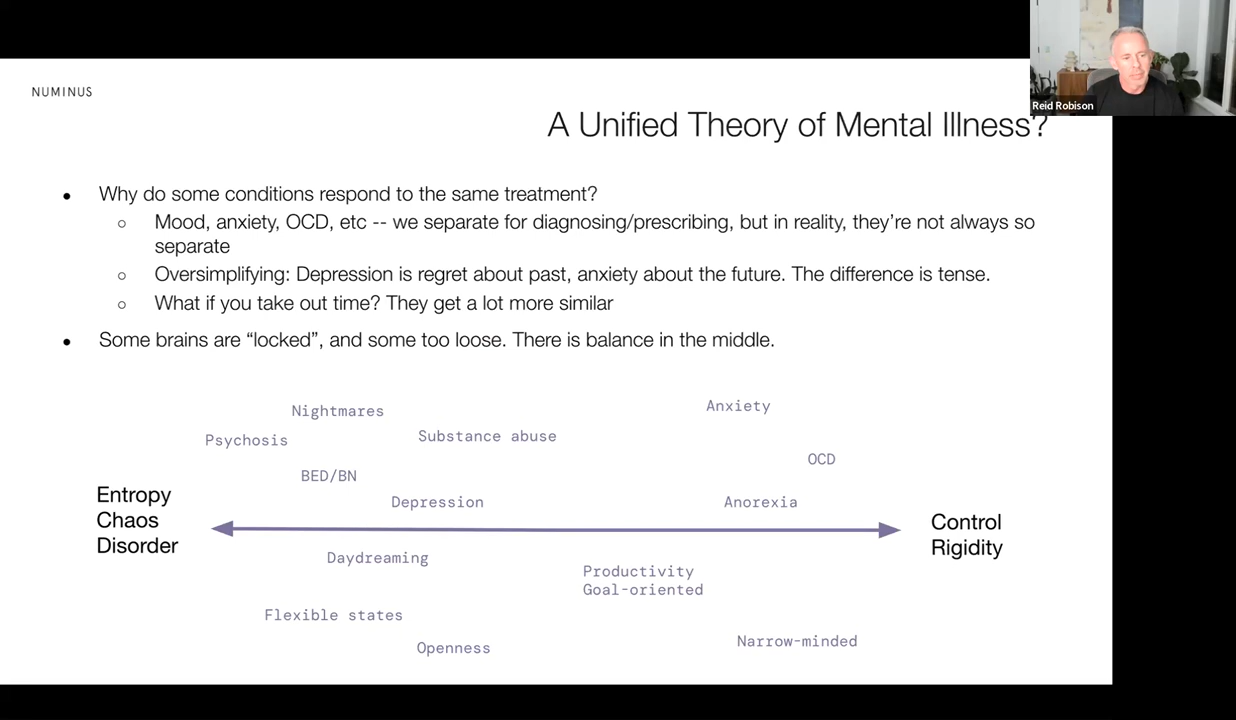 NUMINUS
Reid Robison
A Unified Theory of Mental Illness?
● Why do some conditions respond to the same treatment?
○ Mood, anxiety, OCD, etc -- we separate for diagnosing/prescribing, but in reality, they're not always so
separate
○ Oversimplifying: Depression is regret about past, anxiety about the future. The difference is tense.
○ What if you take out time? They get a lot more similar
● Some brains are “locked”, and some too loose. There is balance in the middle.
Nightmares
Anxiety
Psychosis
Substance abuse
OCD
BED/BN
Depression
Anorexia
Entropy
Chaos
Disorder
Control
Rigidity
Daydreaming
Productivity
Goal-oriented
Flexible states
Openness
Narrow-minded